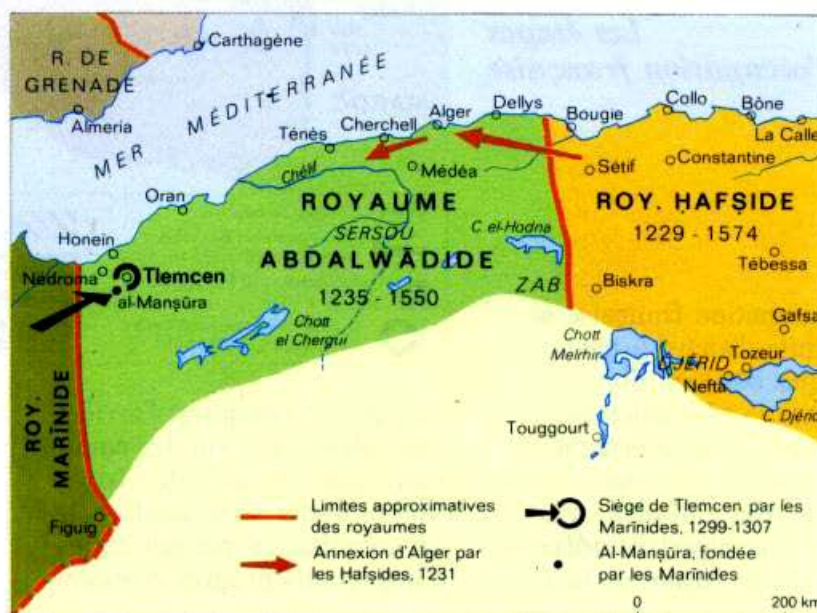 Carthagène
R. DE
GRENADE
Almeria
MER MÉDITERRANÉE
Ténès
Cherchell
Alger
Dellys
Bougie
Collo
Bône
La Calle
Chélif
Médéa
Sétif
Constantine
Oran
ROYAUME
SERSOU
ABDALWĀDIDE
1235 - 1550
C. el-Hodna
ZAB
ROY. ḤAFṢIDE
1229 - 1574
Honein
Nedroma
Tlemcen
al-Manṣūra
Tébessa
Biskra
Gafsa
Chott
el Chergui
Chott
Melrhir
DJÉRID
Tozeur
Nefta
C. Djérid
ROY.
MARĪNIDE
Touggourt
Figuig
Limites approximatives
des royaumes
Annexion d'Alger par
les Ḥafṣides, 1231
Siège de Tlemcen par les
Marīnides, 1299-1307
Al-Manṣūra, fondée
par les Marīnides
0 200 km